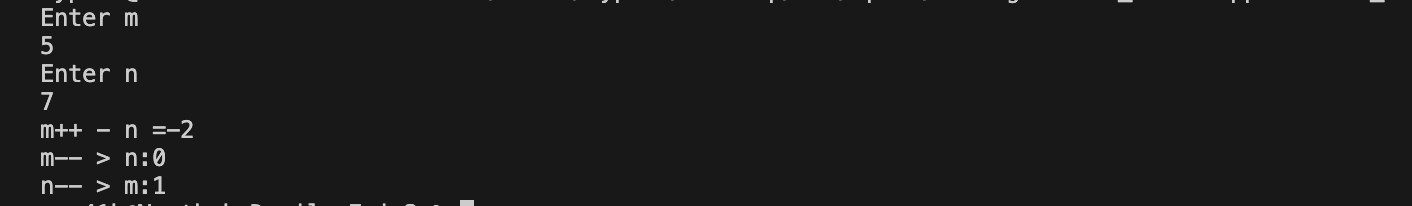 Enter m
5
Enter n
7
m++ - n =-2
m-- > n:0
n-- > m:1